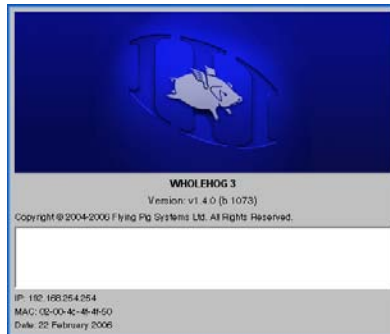 WHOLEHOG 3
Version: v1.4.0 (b 1073)
Copyright © 2004-2006 Flying Pig Systems Ltd. All Rights Reserved.
IP: 192.168.254.254
MAC: 02-00-4c-4f-4f-50
Date: 22 February 2006